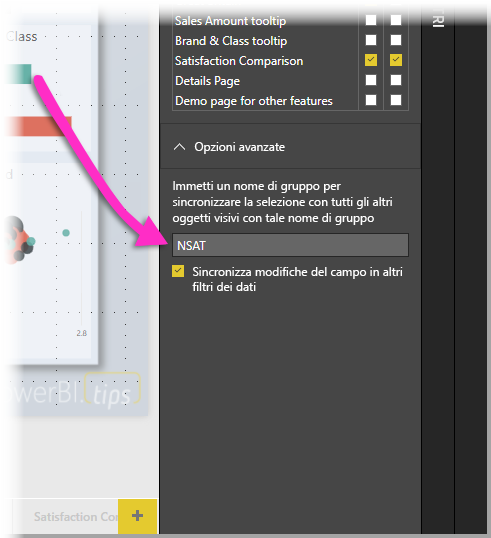 Sales Amount tooltip
Brand & Class tooltip
Satisfaction Comparison
Details Page
Demo page for other features
TRI
Class
Opzioni avanzate
Immetti un nome di gruppo per
sincronizzare la selezione con tutti gli altri
oggetti visivi con tale nome di gruppo
NSAT
Sincronizza modifiche del campo in altri
filtri dei dati
d
2.8
werBI.tips
Satisfaction Co
+